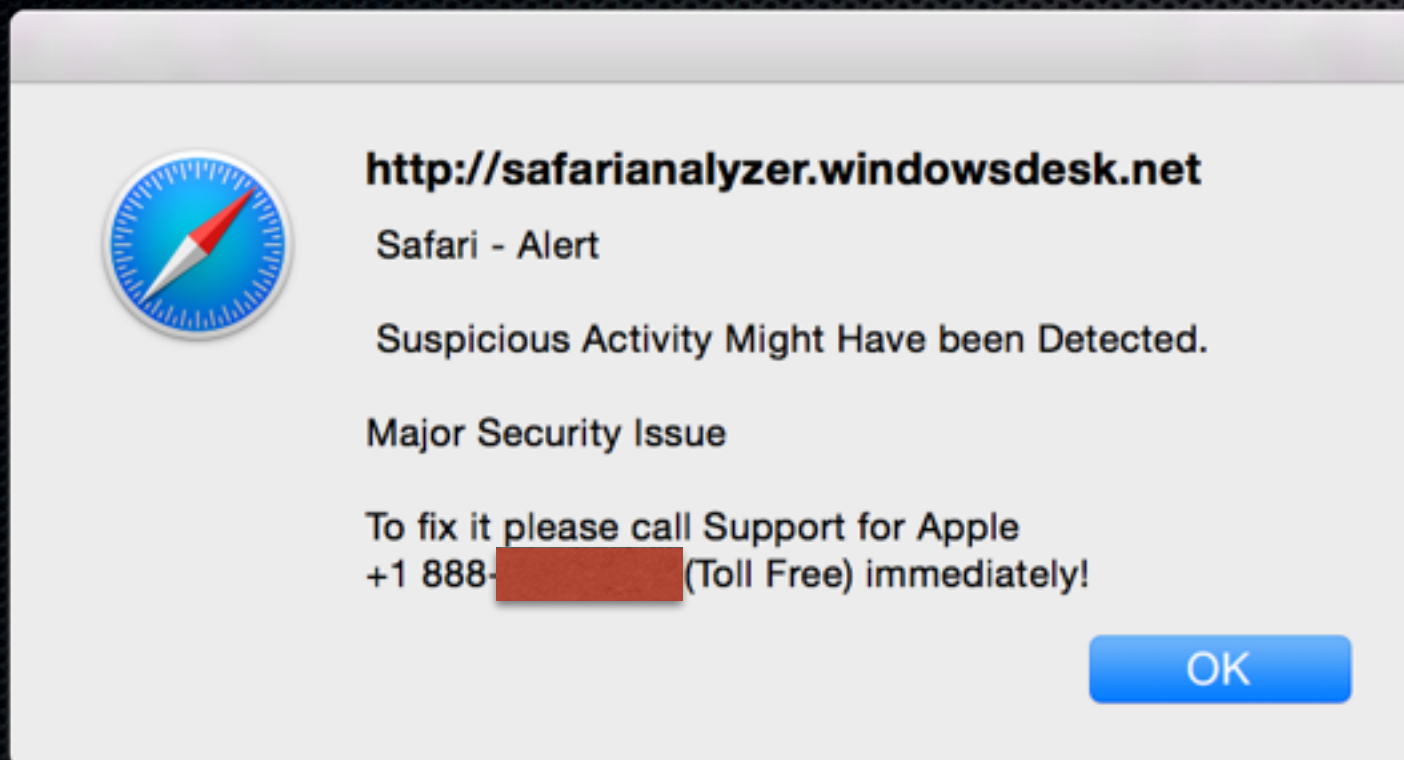 http://safarianalyzer.windowsdesk.net
Safari - Alert
Suspicious Activity Might Have been Detected.
Major Security Issue
To fix it please call Support for Apple
+1 888- (Toll Free) immediately!
OK